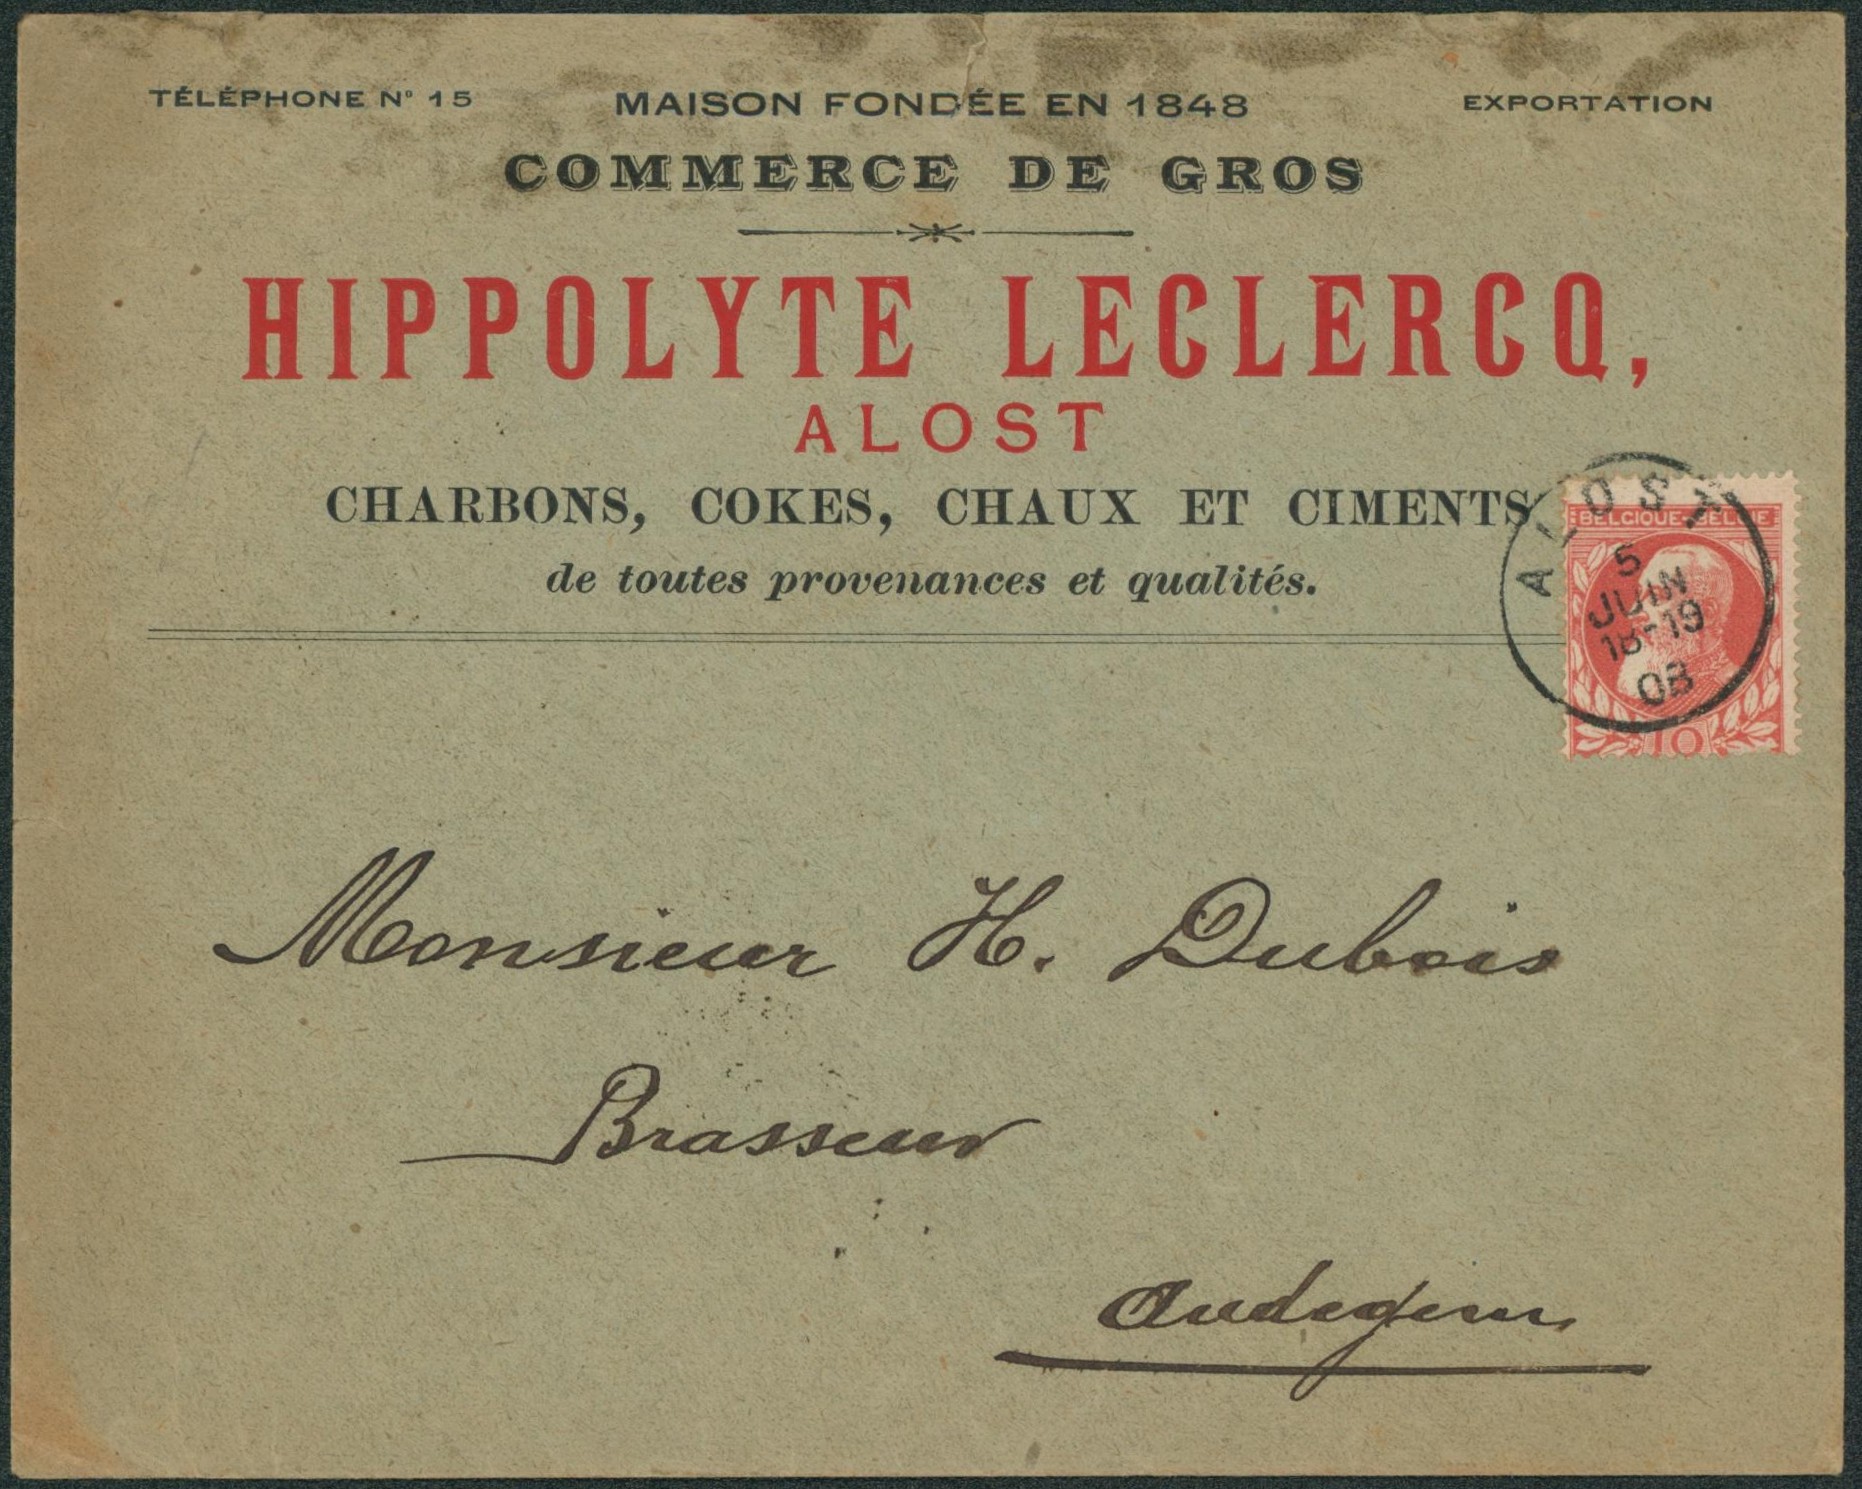 TÉLÉPHONE N° 15
MAISON FONDÉE EN 1848
EXPORTATION
COMMERCE DE GROS
HIPPOLYTE LECLERCQ,
ALOST
CHARBONS, COKES, CHAUX ET CIMENTS
de toutes provenances et qualités.
BELGIQUE BELGIE
10
ALOST
5
JUIN
18-19
08
Monsieur H. Dubois
Brasseur
Audegem